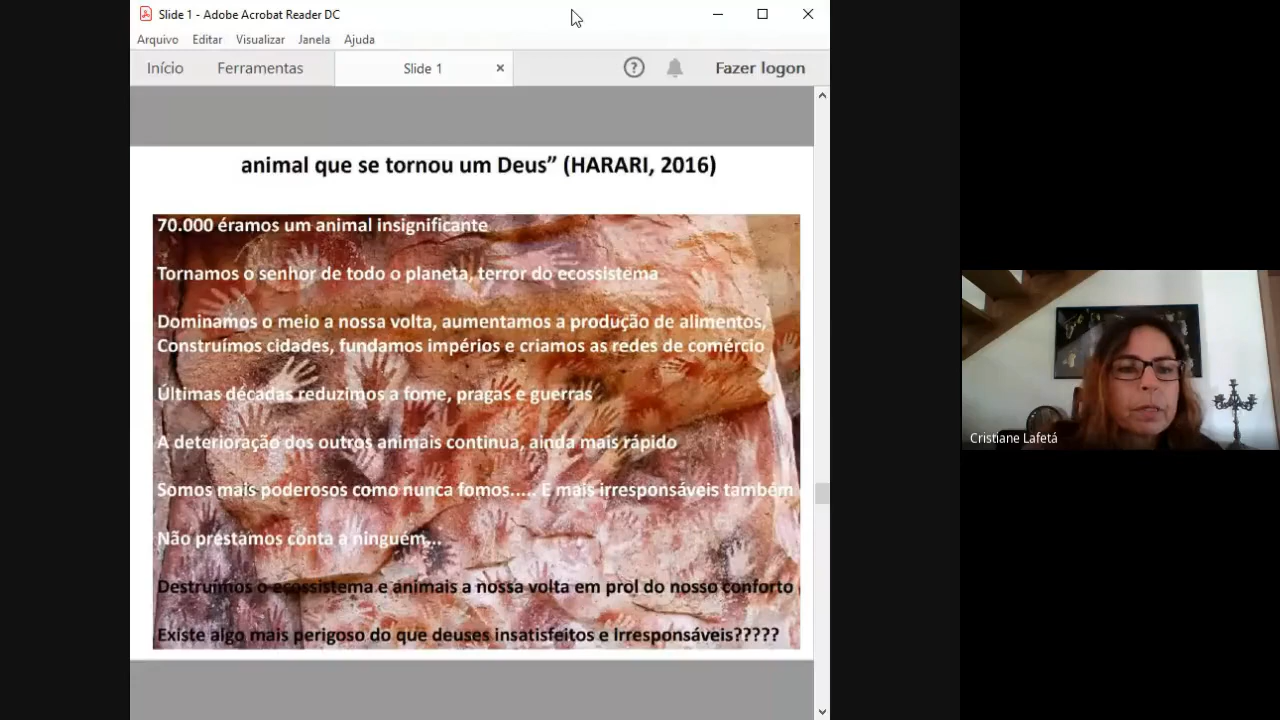 Slide 1 - Adobe Acrobat Reader DC
Arquivo Editar Visualizar Janela Ajuda
Início Ferramentas Slide 1 Fazer logon
animal que se tornou um Deus” (HARARI, 2016)
70.000 éramos um animal insignificante
Tornamos o senhor de todo o planeta, terror do ecossistema
Dominamos o meio a nossa volta, aumentamos a produção de alimentos,
Construímos cidades, fundamos impérios e criamos as redes de comércio
Últimas décadas reduzimos a fome, pragas e guerras
A deterioração dos outros animais continua, ainda mais rápido
Somos mais poderosos como nunca fomos..... E mais irresponsáveis também
Não prestamos conta à ninguém...
Destruímos o ecossistema e animais a nossa volta em prol do nosso conforto
Existe algo mais perigoso do que deuses insatisfeitos e Irresponsáveis?????
Cristiane Lafetá